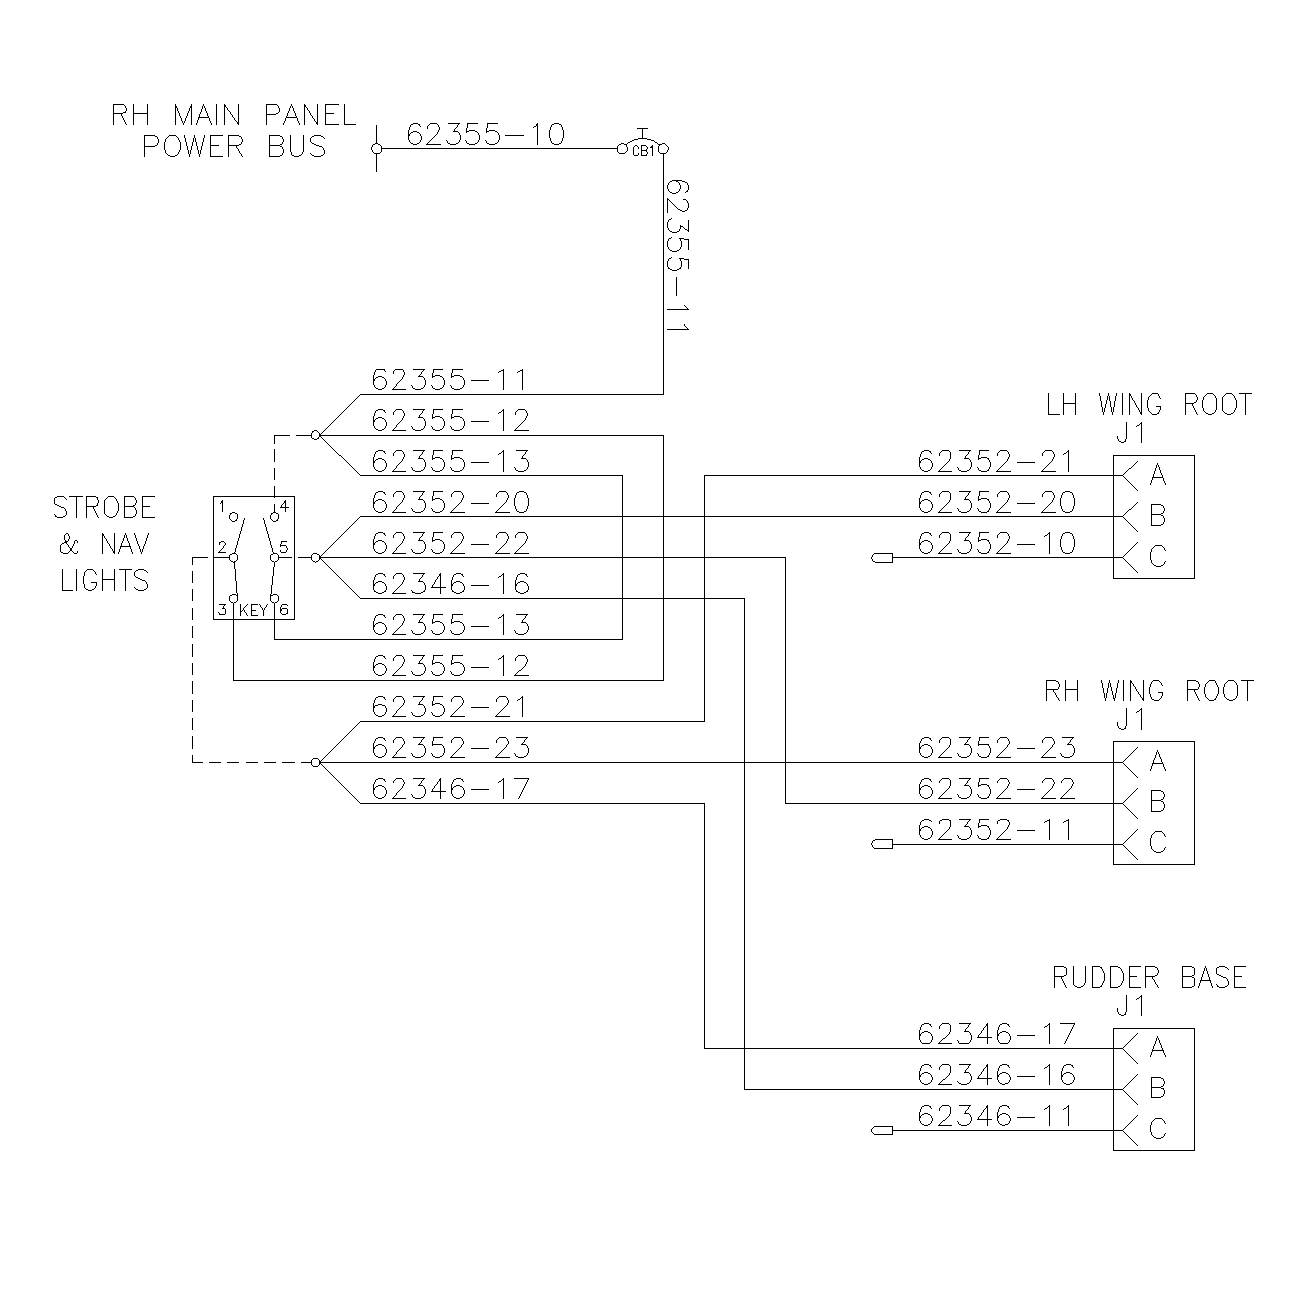 RH MAIN PANEL
POWER BUS
62355-10
CB1
62355-11
62355-11
62355-12
62355-13
62352-20
62352-22
62346-16
62355-13
62355-12
62352-21
62352-23
62346-17
STROBE
& NAV
LIGHTS
1 4
2 5
3 KEY 6
LH WING ROOT
J1
62352-21 A
62352-20 B
62352-10 C
RH WING ROOT
J1
62352-23 A
62352-22 B
62352-11 C
RUDDER BASE
J1
62346-17 A
62346-16 B
62346-11 C